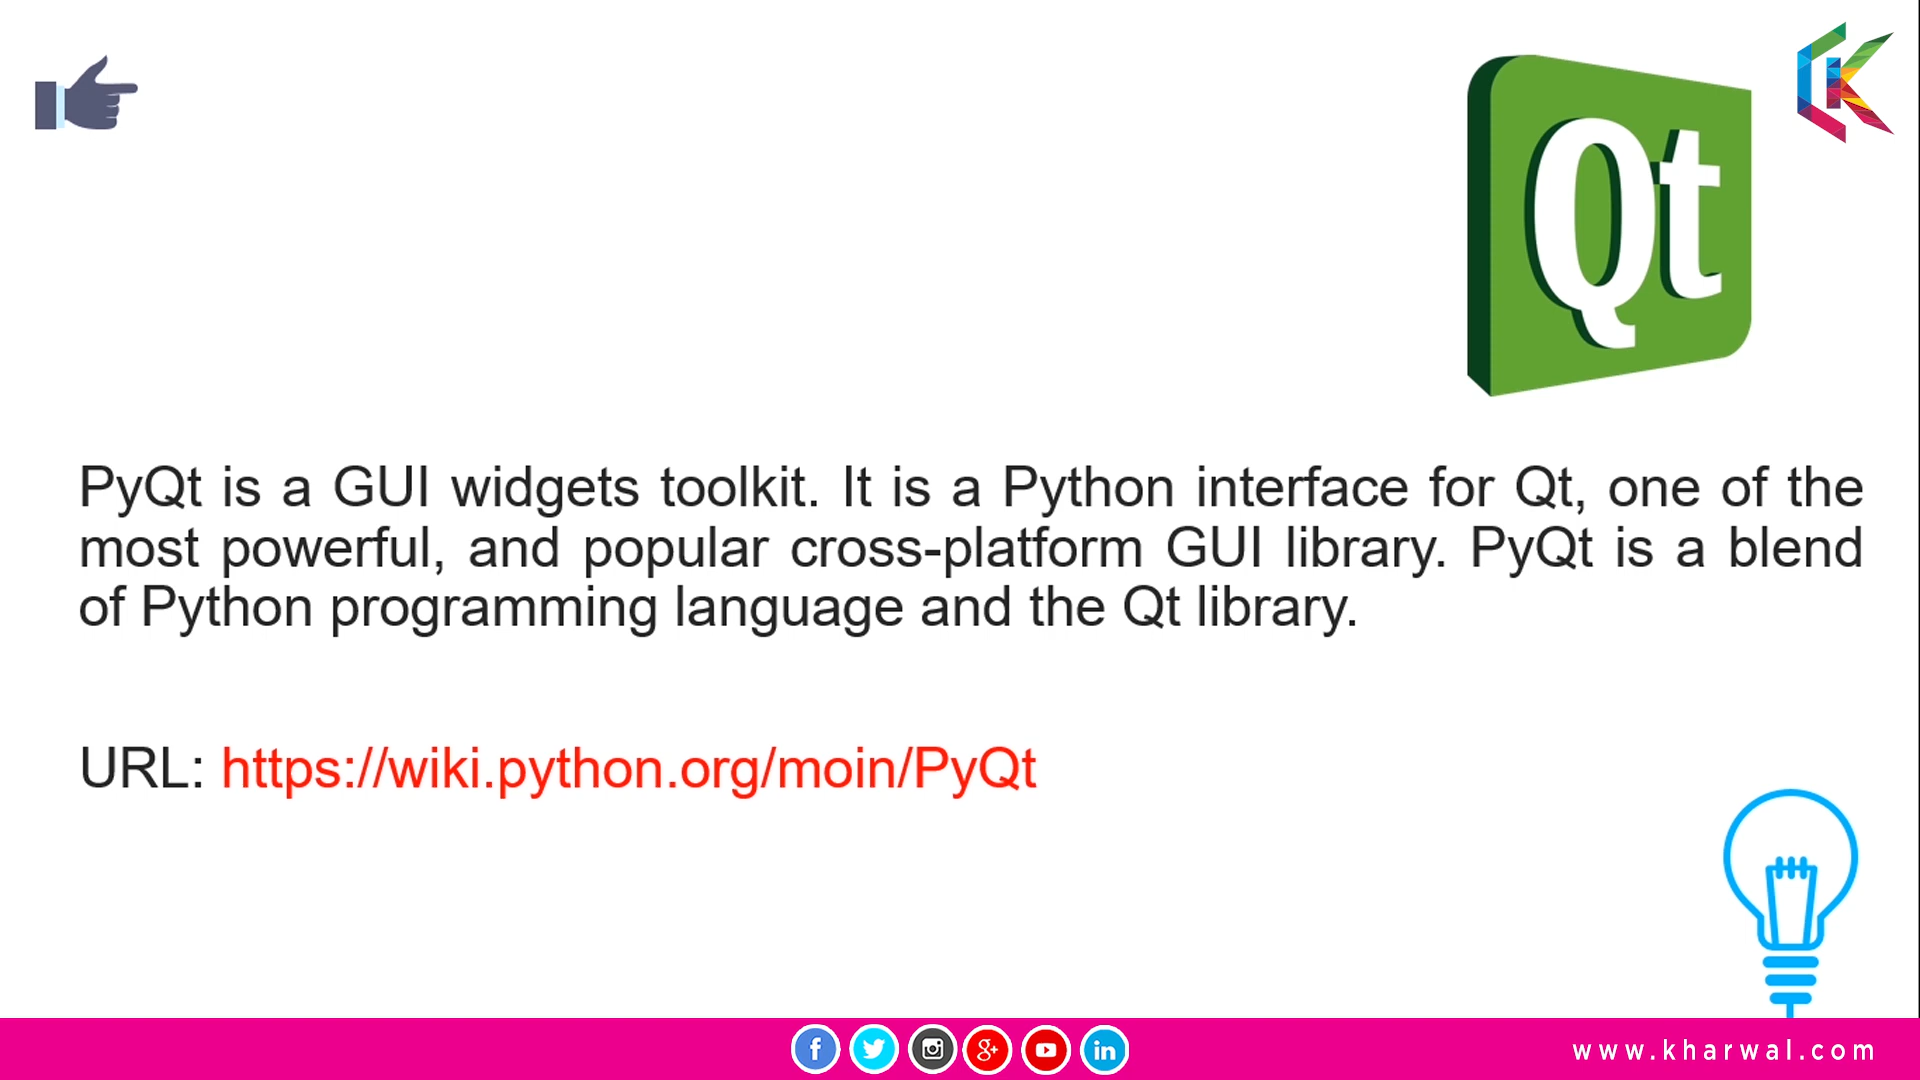 Qt
PyQt is a GUI widgets toolkit. It is a Python interface for Qt, one of the
most powerful, and popular cross-platform GUI library. PyQt is a blend
of Python programming language and the Qt library.
URL: https://wiki.python.org/moin/PyQt
www.kharwal.com